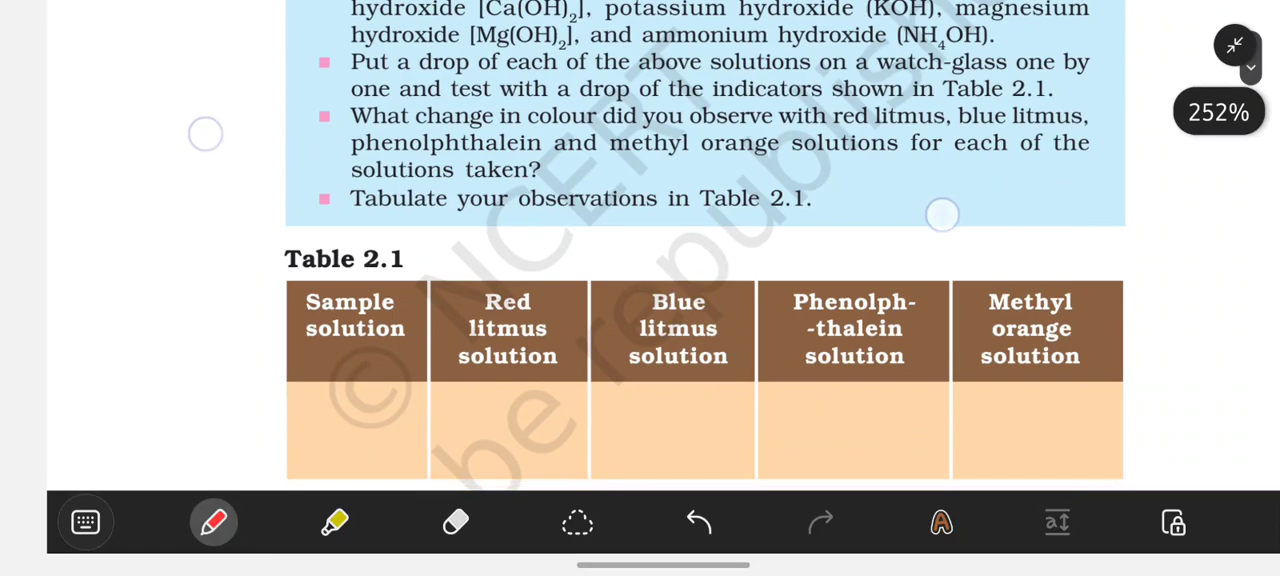 hydroxide [Ca(OH)2], potassium hydroxide (KOH), magnesium
hydroxide [Mg(OH)2], and ammonium hydroxide (NH4OH).
Put a drop of each of the above solutions on a watch-glass one by
one and test with a drop of the indicators shown in Table 2.1.
What change in colour did you observe with red litmus, blue litmus,
phenolphthalein and methyl orange solutions for each of the
solutions taken?
Tabulate your observations in Table 2.1.
252%
Table 2.1
Sample solution
Red litmus solution
Blue litmus solution
Phenolph- -thalein solution
Methyl orange solution
© NCERT
be republish
A
a